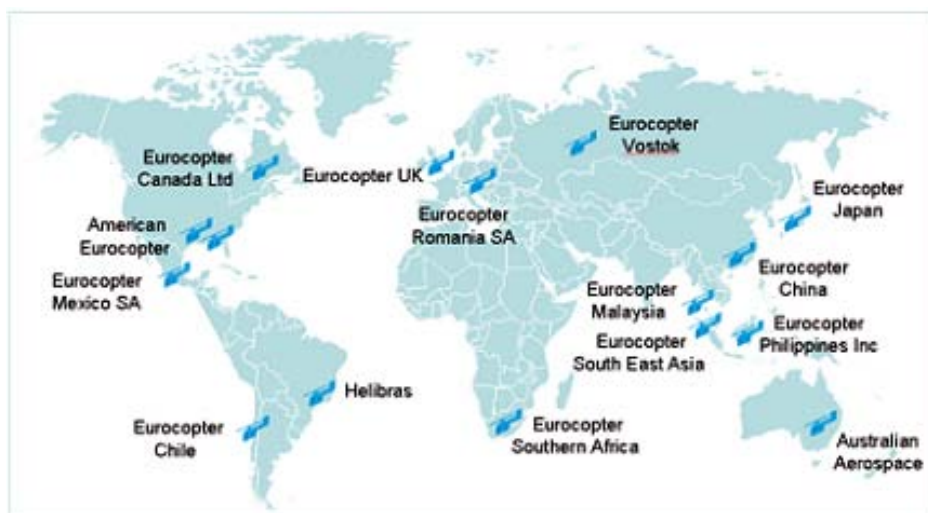 Eurocopter
Vostok
Eurocopter
Canada Ltd
Eurocopter UK
Eurocopter
Japan
American
Eurocopter
Eurocopter
Romania SA
Eurocopter
Mexico SA
Eurocopter
China
Eurocopter
Malaysia
Eurocopter
Philippines Inc
Eurocopter
South East Asia
Helibras
Eurocopter
Chile
Eurocopter
Southern Africa
Australian
Aerospace